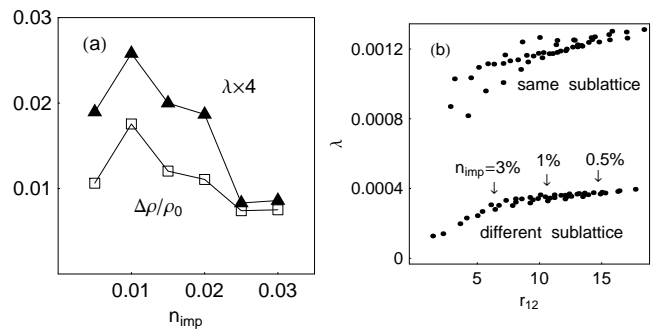 0.03
0.02
0.01
(a)
λ×4
Δρ/ρ₀
0.01
0.02
0.03
n_imp
λ
0.0012
0.0008
0.0004
0
(b)
same sublattice
n_imp=3%
1%
0.5%
↓
↓
↓
different sublattice
5
10
15
r₁₂